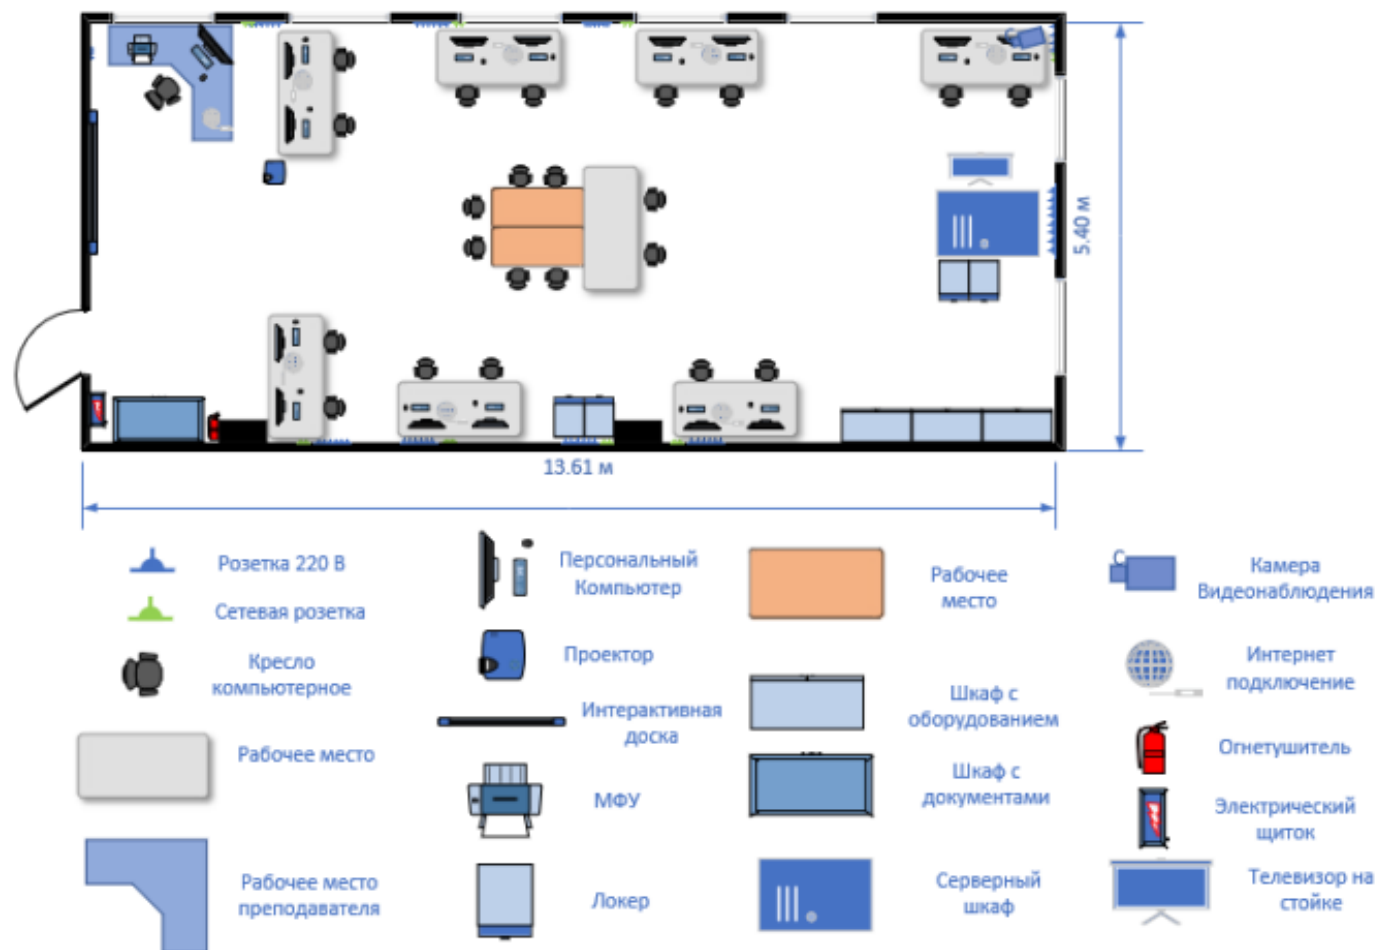 5.40 м
13.61 м
Розетка 220 В
Сетевая розетка
Кресло
компьютерное
Рабочее место
Рабочее место
преподавателя
Персональный
Компьютер
Проектор
Интерактивная
доска
МФУ
Локер
Рабочее
место
Шкаф с
оборудованием
Шкаф с
документами
Серверный
шкаф
Камера
Видеонаблюдения
Интернет
подключение
Огнетушитель
Электрический
щиток
Телевизор на
стойке